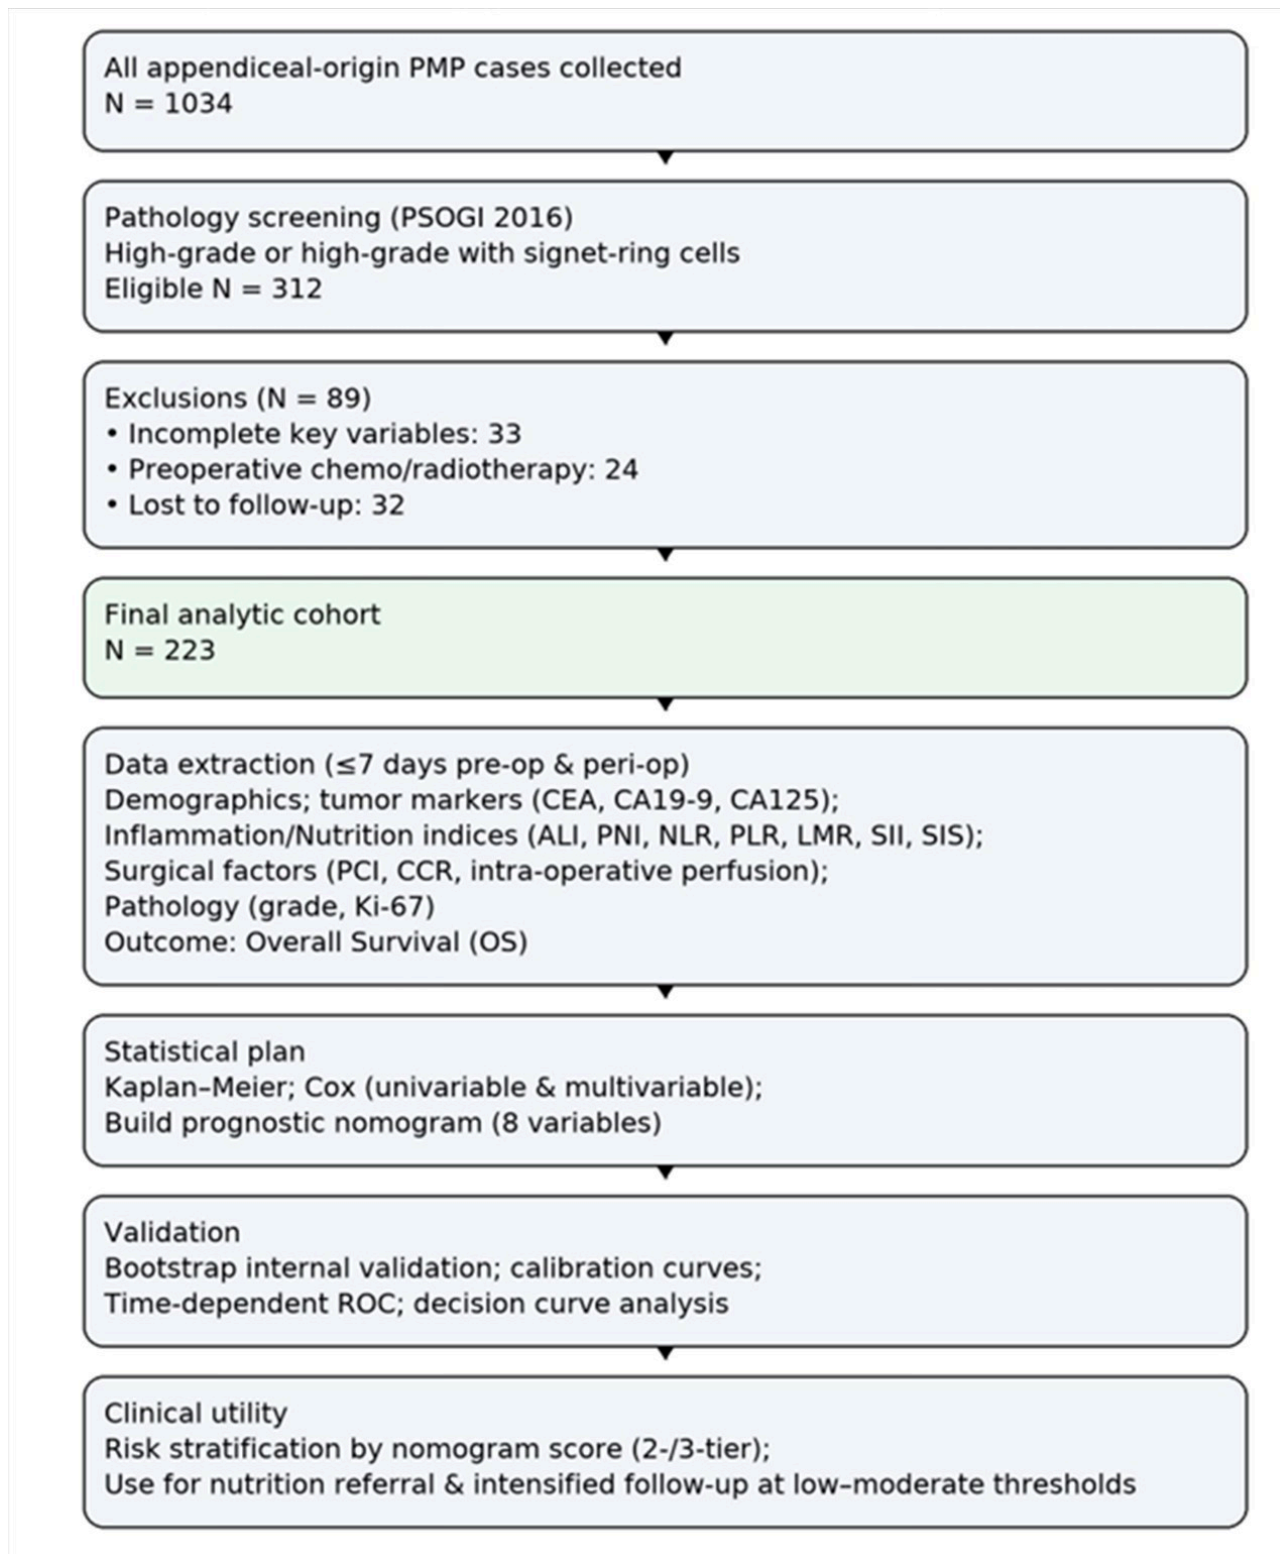 All appendiceal-origin PMP cases collected
N = 1034
Pathology screening (PSOGI 2016)
High-grade or high-grade with signet-ring cells
Eligible N = 312
Exclusions (N = 89)
• Incomplete key variables: 33
• Preoperative chemo/radiotherapy: 24
• Lost to follow-up: 32
Final analytic cohort
N = 223
Data extraction (≤7 days pre-op & peri-op)
Demographics; tumor markers (CEA, CA19-9, CA125);
Inflammation/Nutrition indices (ALI, PNI, NLR, PLR, LMR, SII, SIS);
Surgical factors (PCI, CCR, intra-operative perfusion);
Pathology (grade, Ki-67)
Outcome: Overall Survival (OS)
Statistical plan
Kaplan–Meier; Cox (univariable & multivariable);
Build prognostic nomogram (8 variables)
Validation
Bootstrap internal validation; calibration curves;
Time-dependent ROC; decision curve analysis
Clinical utility
Risk stratification by nomogram score (2-/3-tier);
Use for nutrition referral & intensified follow-up at low–moderate thresholds